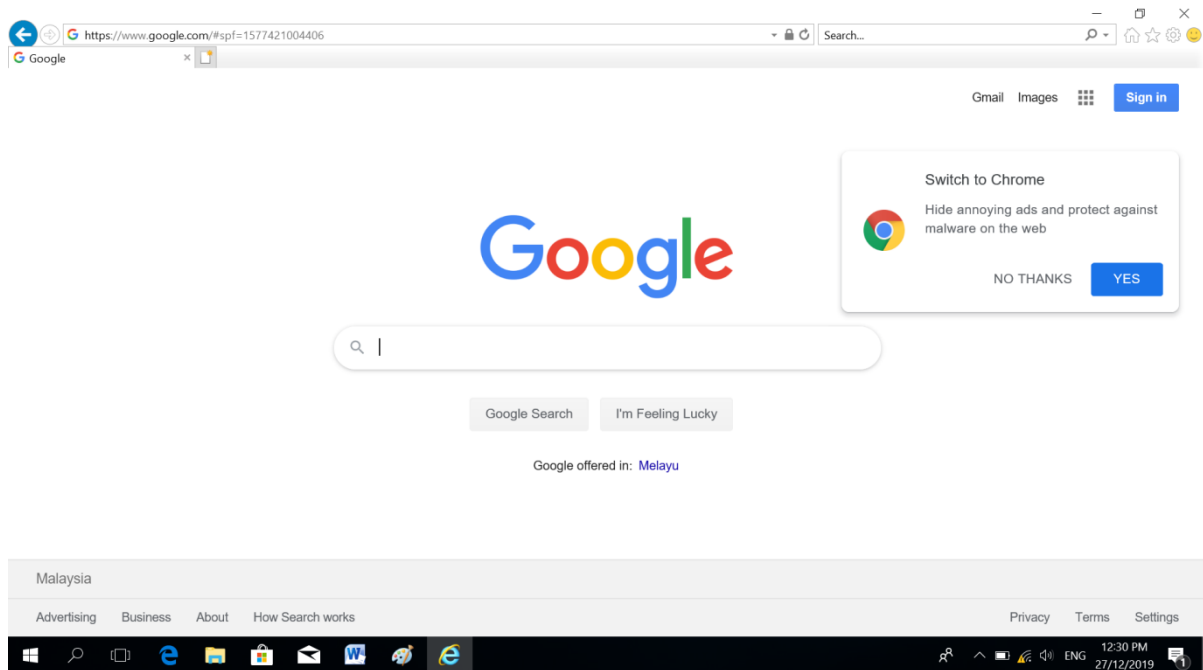 https://www.google.com/#spf=1577421004406
Search...
Google
Gmail Images Sign in
Switch to Chrome
Hide annoying ads and protect against
malware on the web
NO THANKS YES
Google
Google Search I'm Feeling Lucky
Google offered in: Melayu
Malaysia
Advertising Business About How Search works Privacy Terms Settings
ENG 12:30 PM
27/12/2019 1